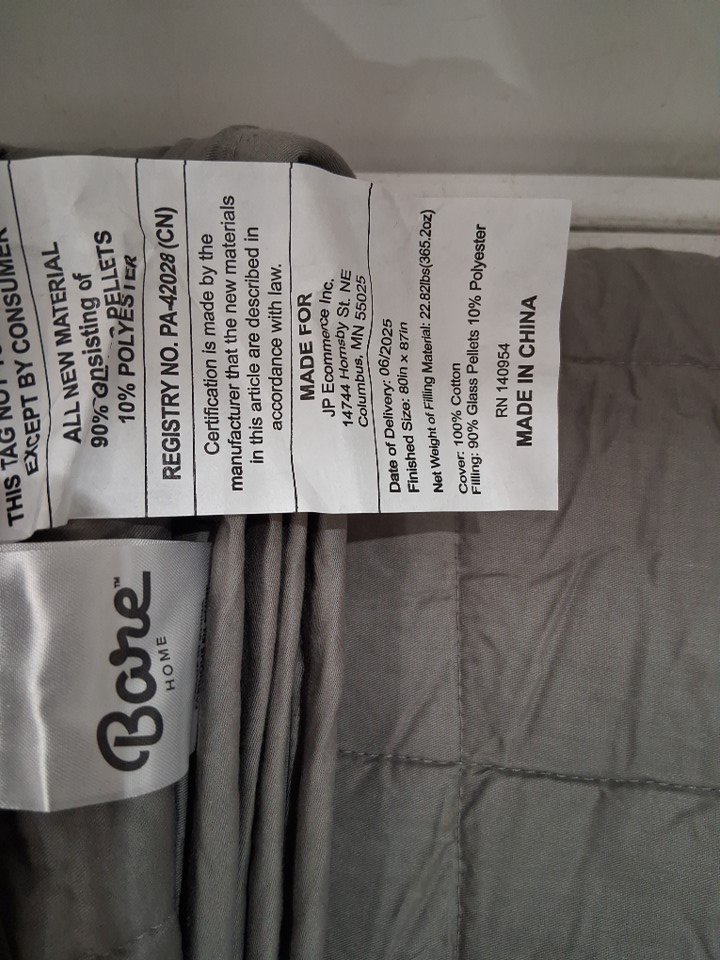 THIS TAG NOT
EXCEPT BY CONSUMER
ALL NEW MATERIAL
Consisting of
90% PELLETS
10% POLYESTER
REGISTRY NO. PA-42028 (CN)
Certification is made by the
manufacturer that the new materials
in this article are described in
accordance with law.
MADE FOR
JP Ecommerce Inc.
14744 Hornsby St. NE
Columbus, MN 55025
Date of Delivery: 06/2025
Finished Size: 80in x 87in
Net Weight of Filling Material: 22.82lbs(365.2oz)
Cover: 100% Cotton
Filling: 90% Glass Pellets 10% Polyester
RN 140954
MADE IN CHINA
Bare™
HOME